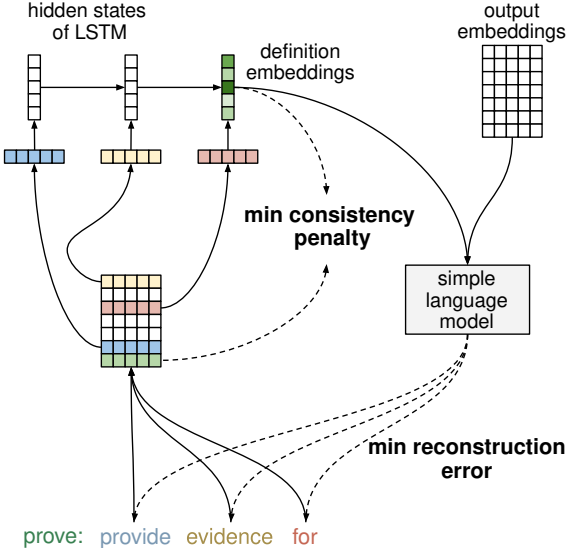 hidden states
of LSTM
output
embeddings
definition
embeddings
min consistency
penalty
simple
language
model
min reconstruction
error
prove: provide evidence for